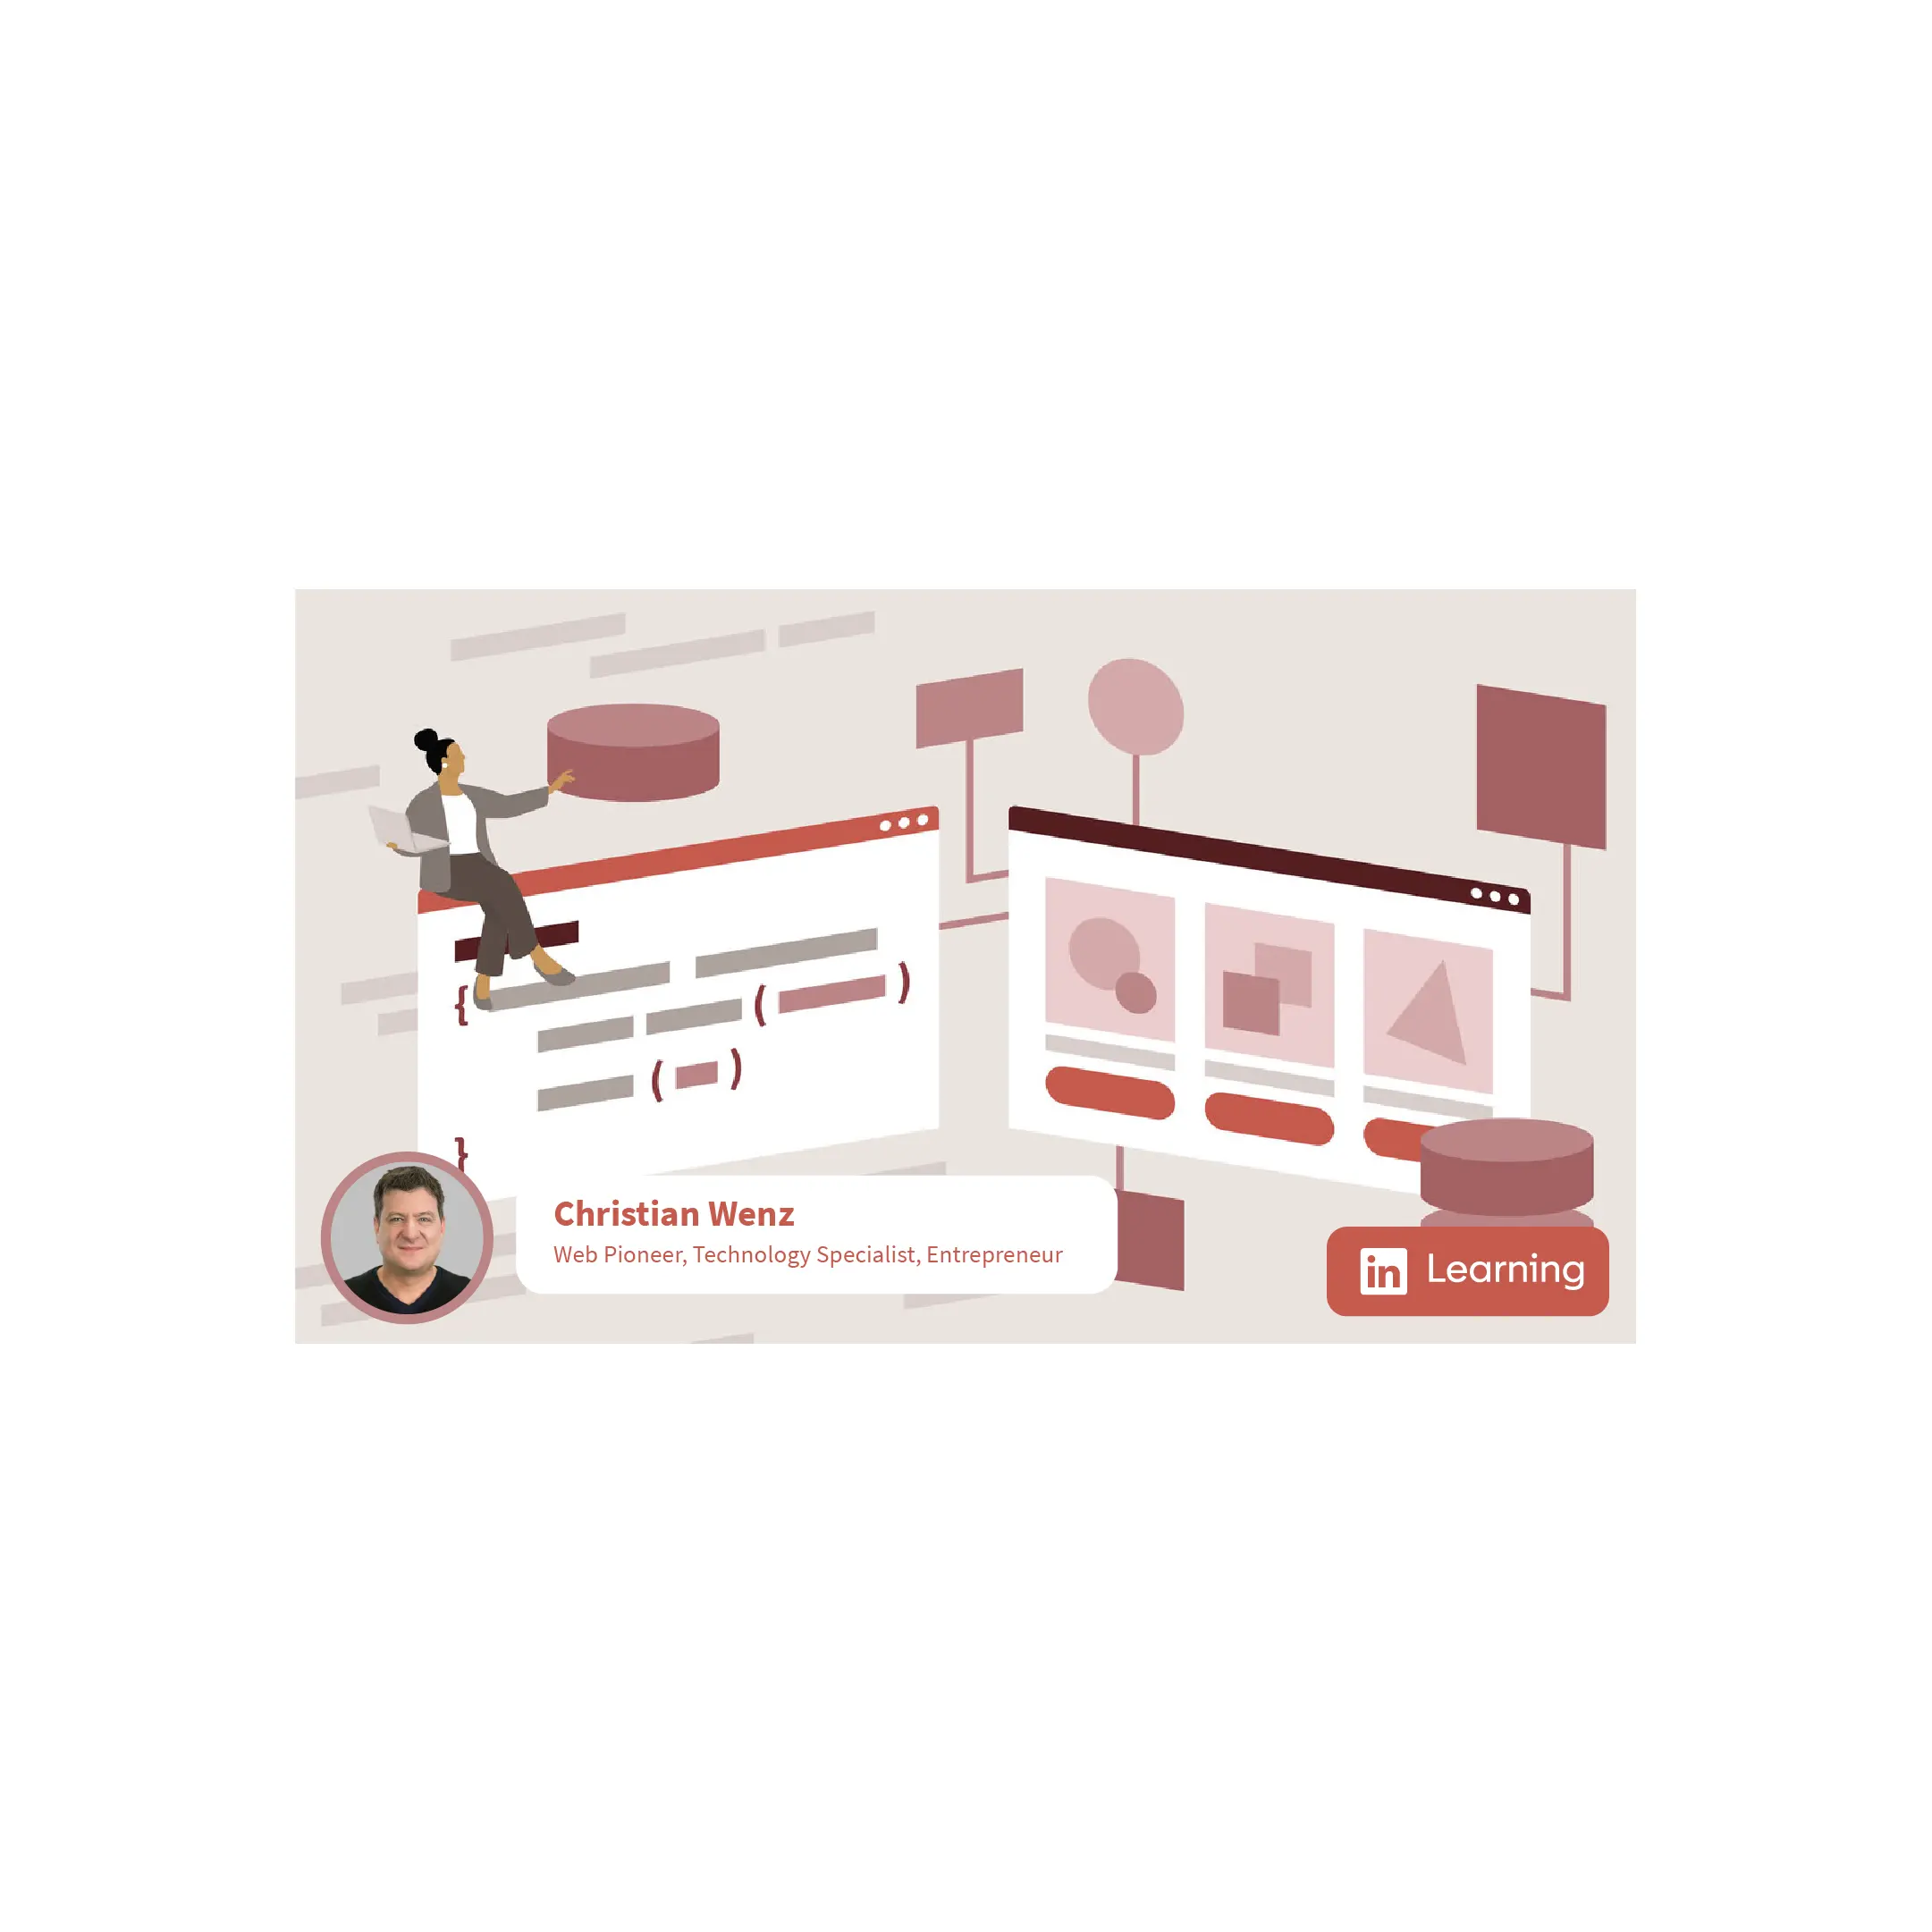 {
(
)
(
)
}
Christian Wenz
Web Pioneer, Technology Specialist, Entrepreneur
in Learning